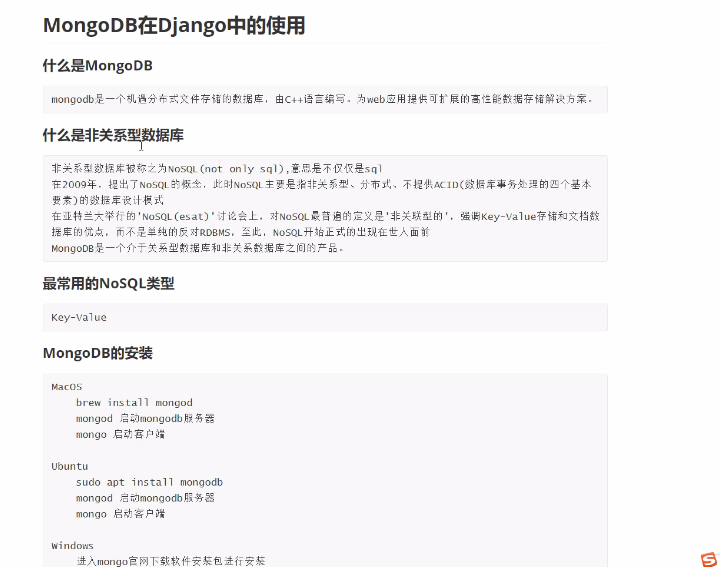 MongoDB在Django中的使用
什么是MongoDB
mongodb是一个机遇分布式文件存储的数据库，由C++语言编写。为web应用提供可扩展的高性能数据存储解决方案。
什么是非关系型数据库
非关系型数据库被称之为NoSQL(not only sql),意思是不仅仅是sql
在2009年，提出了NoSQL的概念，此时NoSQL主要是指非关系型、分布式、不提供ACID(数据库事务处理的四个基本
要素)的数据库设计模式
在亚特兰大举行的'NoSQL(esat)'讨论会上，对NoSQL最普遍的定义是'非关联型的'，强调Key-Value存储和文档数
据库的优点，而不是单纯的反对RDBMS，至此，NoSQL开始正式的出现在世人面前
MongoDB是一个介于关系型数据库和非关系数据库之间的产品。
最常用的NoSQL类型
Key-Value
MongoDB的安装
MacOS
brew install mongod
mongod 启动mongodb服务器
mongo 启动客户端
Ubuntu
sudo apt install mongodb
mongod 启动mongodb服务器
mongo 启动客户端
Windows
进入mongo官网下载软件安装包进行安装